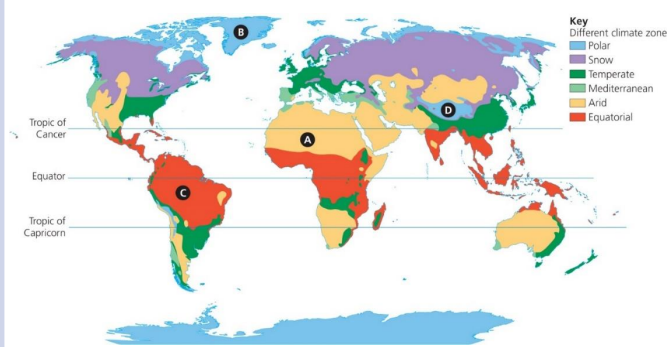 Key
Different climate zone
Polar
Snow
Temperate
Mediterranean
Arid
Equatorial
B
D
Tropic of
Cancer
A
Equator
C
Tropic of
Capricorn